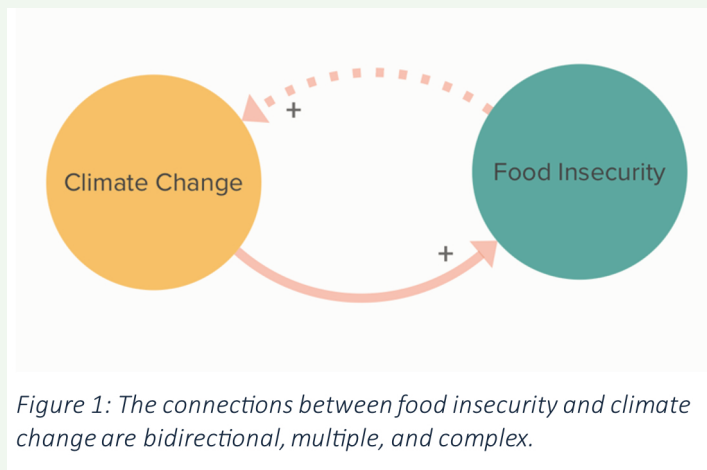 +
Climate Change
Food Insecurity
+
Figure 1: The connections between food insecurity and climate
change are bidirectional, multiple, and complex.